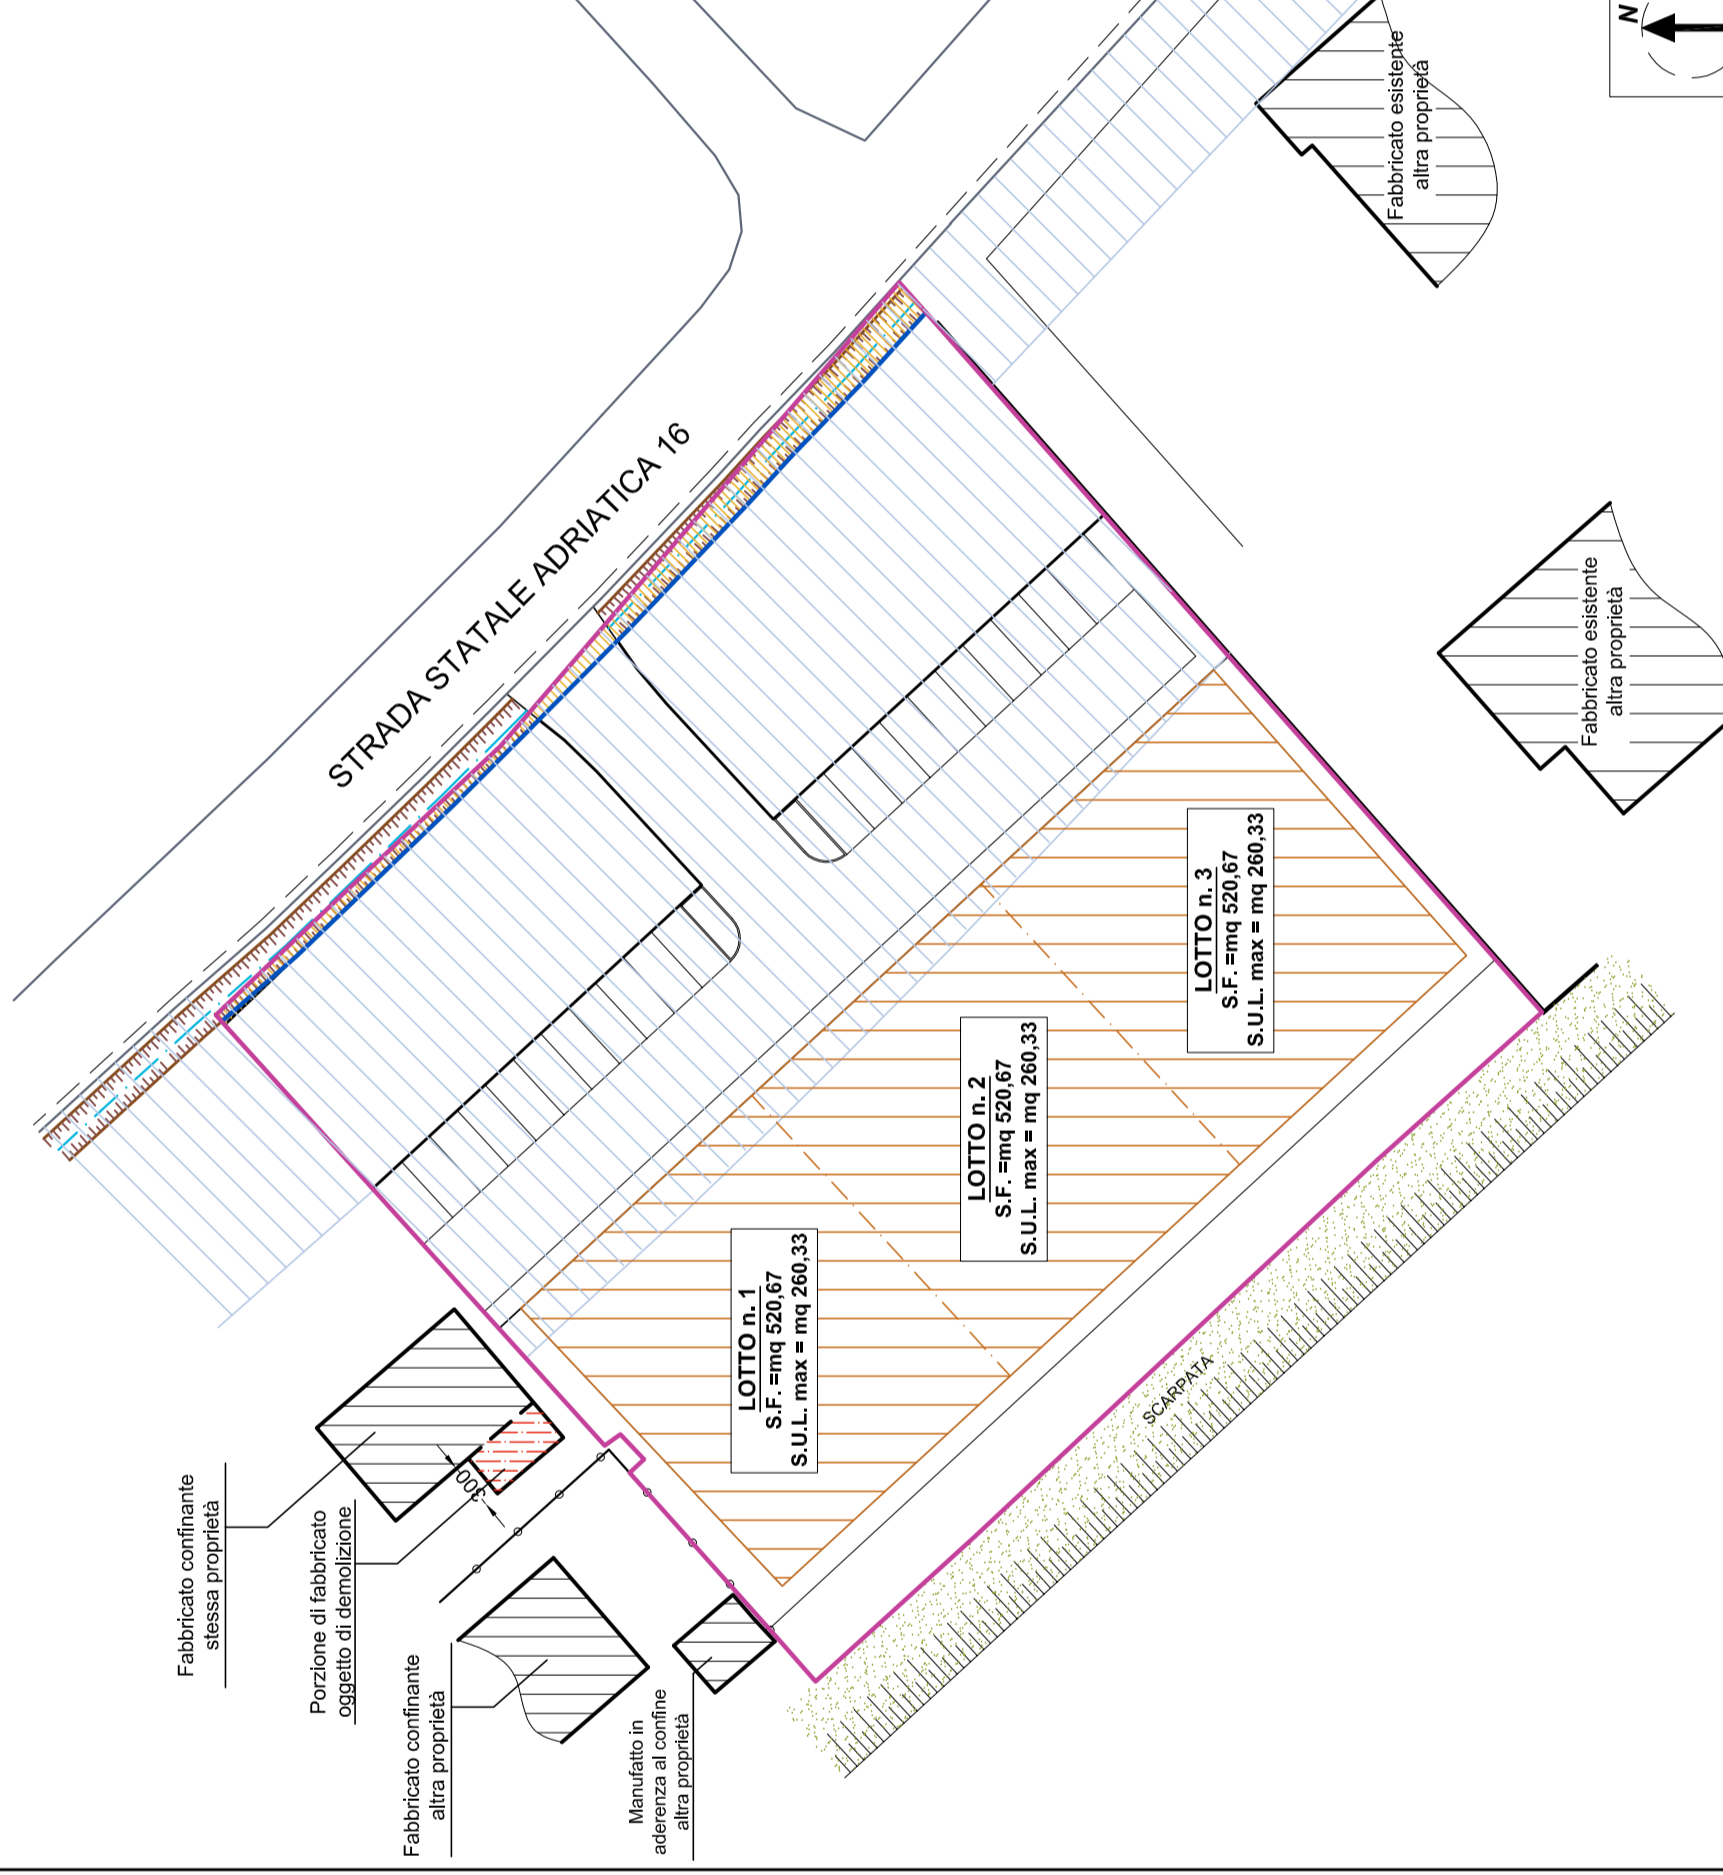 N
Fabbricato esistente
altra proprietà
STRADA STATALE ADRIATICA 16
Fabbricato esistente
altra proprietà
LOTTO n. 3
S.F. =mq 520,67
S.U.L. max = mq 260,33
LOTTO n. 2
S.F. =mq 520,67
S.U.L. max = mq 260,33
LOTTO n. 1
S.F. =mq 520,67
S.U.L. max = mq 260,33
SCARPATA
Fabbricato confinante
stessa proprietà
300
Porzione di fabbricato
oggetto di demolizione
Fabbricato confinante
altra proprietà
Manufatto in
aderenza al confine
altra proprietà